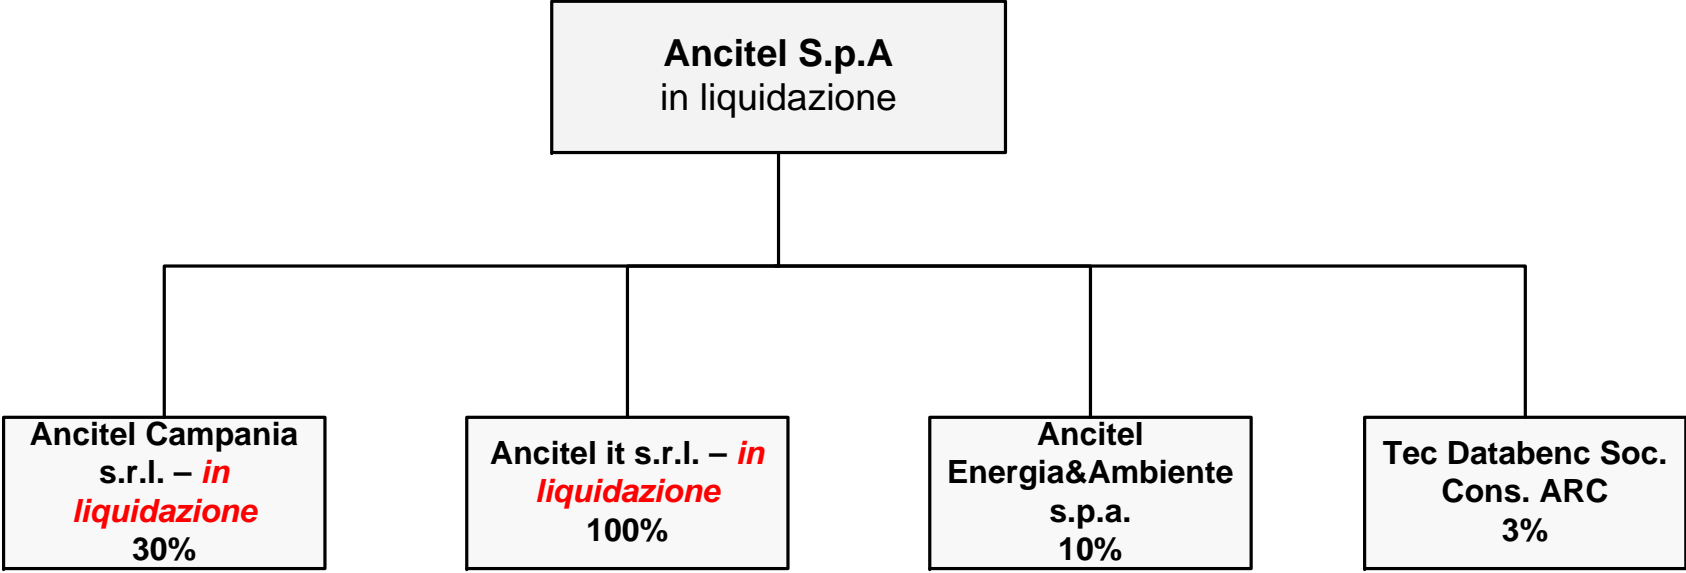 Ancitel S.p.A
in liquidazione
Ancitel Campania
s.r.l. – in
liquidazione
30%
Ancitel it s.r.l. – in
liquidazione
100%
Ancitel
Energia&Ambiente
s.p.a.
10%
Tec Databenc Soc.
Cons. ARC
3%